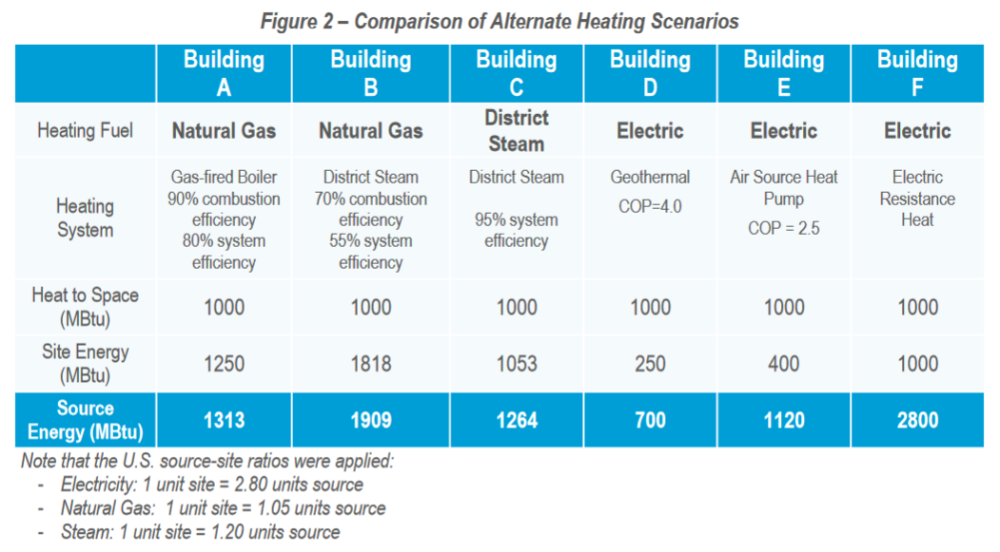 Figure 2 – Comparison of Alternate Heating Scenarios
Building A
Building B
Building C
Building D
Building E
Building F
Heating Fuel
Natural Gas
Natural Gas
District Steam
Electric
Electric
Electric
Heating System
Gas-fired Boiler
90% combustion
efficiency
80% system
efficiency
District Steam
70% combustion
efficiency
55% system
efficiency
District Steam
95% system
efficiency
Geothermal
COP=4.0
Air Source Heat
Pump
COP = 2.5
Electric
Resistance
Heat
Heat to Space
(MBtu)
1000
1000
1000
1000
1000
1000
Site Energy
(MBtu)
1250
1818
1053
250
400
1000
Source
Energy (MBtu)
1313
1909
1264
700
1120
2800
Note that the U.S. source-site ratios were applied:
- Electricity: 1 unit site = 2.80 units source
- Natural Gas: 1 unit site = 1.05 units source
- Steam: 1 unit site = 1.20 units source